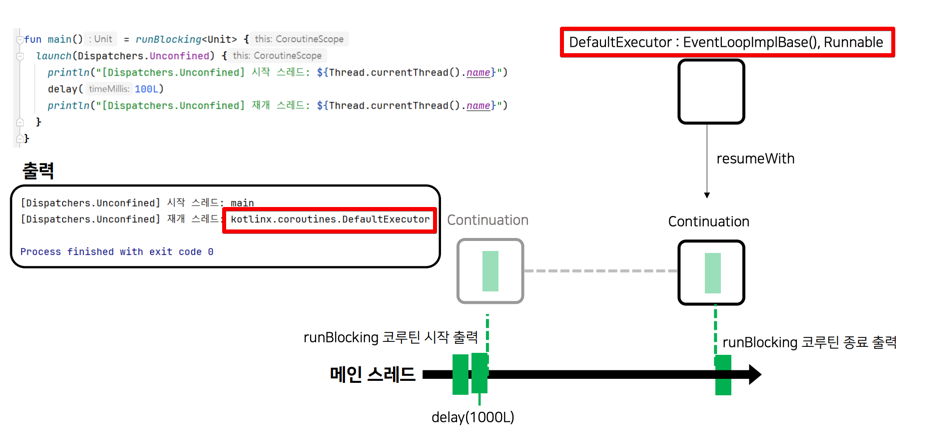 fun main() : Unit = runBlocking<Unit> { this: CoroutineScope
launch(Dispatchers.Unconfined) { this: CoroutineScope
println("[Dispatchers.Unconfined] 시작 스레드: ${Thread.currentThread().name}")
delay( timeMillis: 100L)
println("[Dispatchers.Unconfined] 재개 스레드: ${Thread.currentThread().name}")
}
}
DefaultExecutor : EventLoopImplBase(), Runnable
resumeWith
출력
[Dispatchers.Unconfined] 시작 스레드: main
[Dispatchers.Unconfined] 재개 스레드: kotlinx.coroutines.DefaultExecutor
Process finished with exit code 0
Continuation
Continuation
runBlocking 코루틴 시작 출력
runBlocking 코루틴 종료 출력
메인 스레드
delay(1000L)